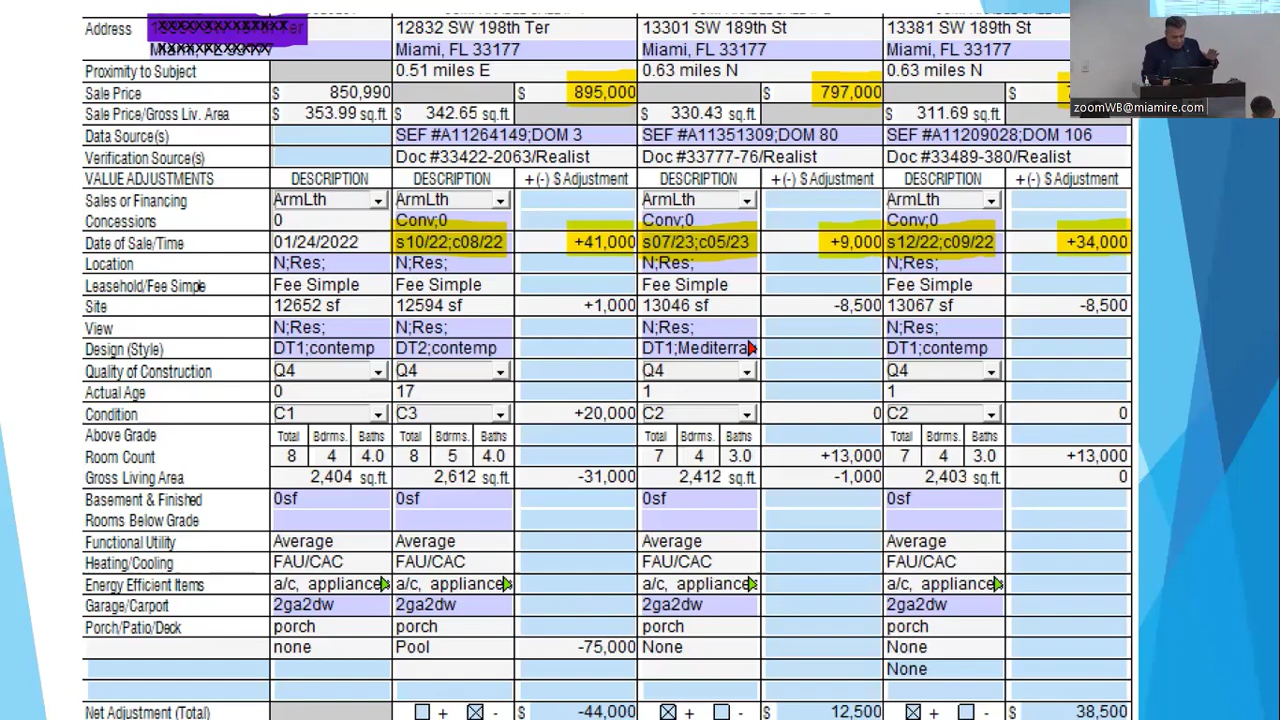 Address 12832 SW 198th Ter 13301 SW 189th St 13381 SW 189th St
Miami, FL 33177 Miami, FL 33177 Miami, FL 33177 Miami, FL 33177
Proximity to Subject 0.51 miles E 0.63 miles N 0.63 miles N
Sale Price $ 850,990 $ 895,000 $ 797,000 $
Sale Price/Gross Liv. Area $ 353.99 sq.ft. $ 342.65 sq.ft. $ 330.43 sq.ft. $ 311.69 sq.ft.
zoomWB@miamire.com
Data Source(s) SEF #A11264149;DOM 3 SEF #A11351309;DOM 80 SEF #A11209028;DOM 106
Verification Source(s) Doc #33422-2063/Realist Doc #33777-76/Realist Doc #33489-380/Realist
VALUE ADJUSTMENTS DESCRIPTION DESCRIPTION +(-) $ Adjustment DESCRIPTION +(-) $ Adjustment DESCRIPTION +(-) $ Adjustment
Sales or Financing ArmLth ArmLth ArmLth ArmLth
Concessions 0 Conv;0 Conv;0 Conv;0
Date of Sale/Time 01/24/2022 s10/22;c08/22 +41,000 s07/23;c05/23 +9,000 s12/22;c09/22 +34,000
Location N;Res; N;Res; N;Res; N;Res;
Leasehold/Fee Simple Fee Simple Fee Simple Fee Simple Fee Simple
Site 12652 sf 12594 sf +1,000 13046 sf -8,500 13067 sf -8,500
View N;Res; N;Res; N;Res; N;Res;
Design (Style) DT1;contemp DT2;contemp DT1;Mediterra DT1;contemp
Quality of Construction Q4 Q4 Q4 Q4
Actual Age 0 17 1 1
Condition C1 C3 +20,000 C2 0 C2 0
Above Grade Total Bdrms. Baths Total Bdrms. Baths Total Bdrms. Baths Total Bdrms. Baths
Room Count 8 4 4.0 8 5 4.0 7 4 3.0 +13,000 7 4 3.0 +13,000
Gross Living Area 2,404 sq.ft. 2,612 sq.ft. -31,000 2,412 sq.ft. -1,000 2,403 sq.ft. 0
Basement & Finished 0sf 0sf 0sf 0sf
Rooms Below Grade
Functional Utility Average Average Average Average
Heating/Cooling FAU/CAC FAU/CAC FAU/CAC FAU/CAC
Energy Efficient Items a/c, appliance a/c, appliance a/c, appliance a/c, appliance
Garage/Carport 2ga2dw 2ga2dw 2ga2dw 2ga2dw
Porch/Patio/Deck porch porch porch porch
none Pool -75,000 None None
None
Net Adjustment (Total) + - $ -44,000 + - $ 12,500 + - $ 38,500